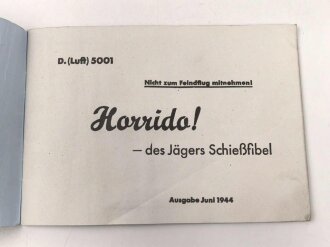 D.(Luft) 5001
Nicht zum Feindflug mitnehmen!
Horrido!
— des Jägers Schießfibel
Ausgabe Juni 1944